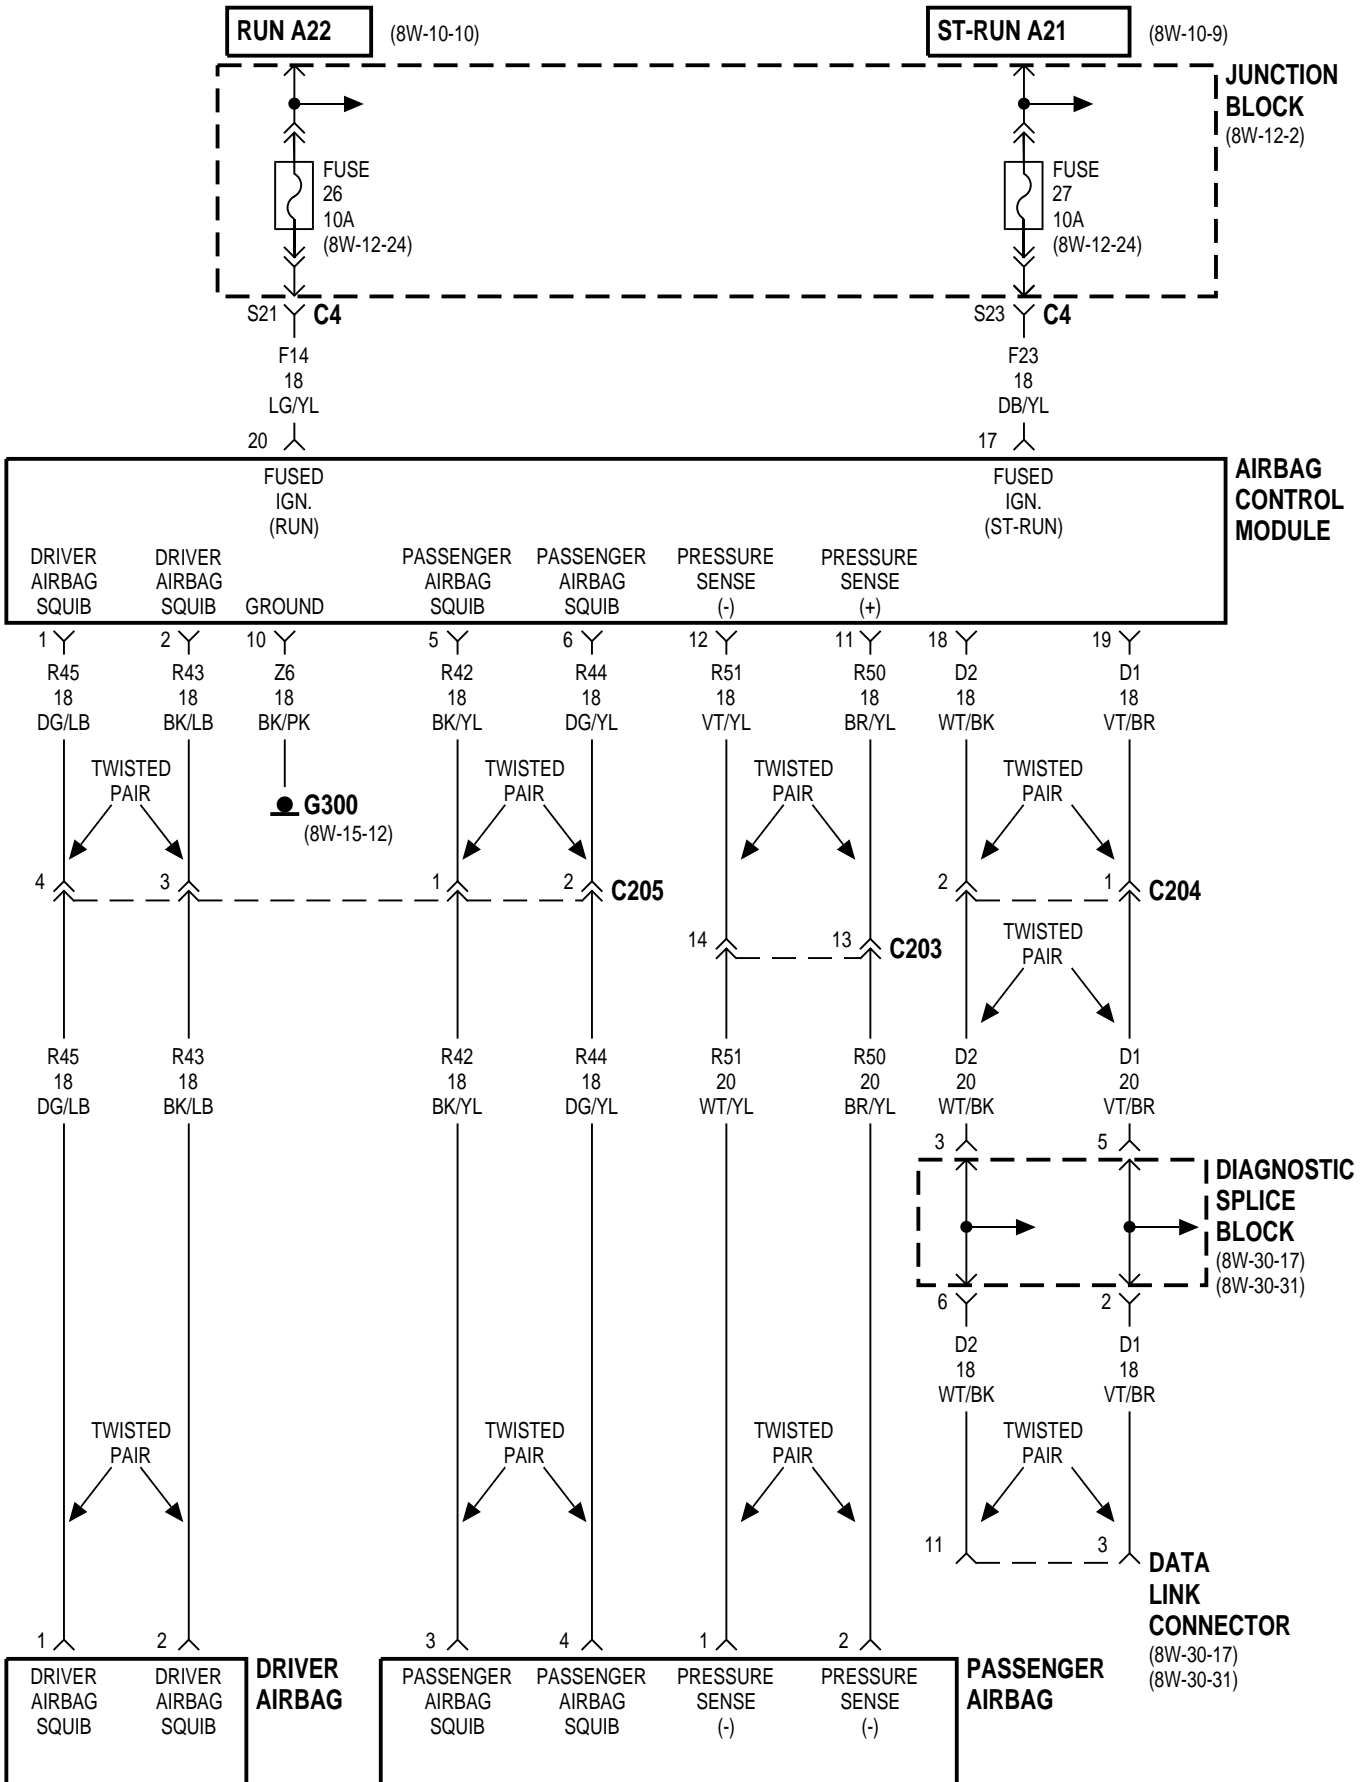 RUN A22
(8W-10-10)
ST-RUN A21
(8W-10-9)
JUNCTION
BLOCK
(8W-12-2)
FUSE
26
10A
(8W-12-24)
FUSE
27
10A
(8W-12-24)
S21
C4
S23
C4
F14
18
LG/YL
F23
18
DB/YL
20
17
AIRBAG
CONTROL
MODULE
FUSED
IGN.
(RUN)
FUSED
IGN.
(ST-RUN)
DRIVER
AIRBAG
SQUIB
DRIVER
AIRBAG
SQUIB
GROUND
PASSENGER
AIRBAG
SQUIB
PASSENGER
AIRBAG
SQUIB
PRESSURE
SENSE
(-)
PRESSURE
SENSE
(+)
1
2
10
5
6
12
11
18
19
R45
18
DG/LB
R43
18
BK/LB
Z6
18
BK/PK
R42
18
BK/YL
R44
18
DG/YL
R51
18
VT/YL
R50
18
BR/YL
D2
18
WT/BK
D1
18
VT/BR
TWISTED
PAIR
G300
(8W-15-12)
TWISTED
PAIR
TWISTED
PAIR
TWISTED
PAIR
4
3
1
2
C205
2
1
C204
14
13
C203
TWISTED
PAIR
R45
18
DG/LB
R43
18
BK/LB
R42
18
BK/YL
R44
18
DG/YL
R51
20
WT/YL
R50
20
BR/YL
D2
20
WT/BK
D1
20
VT/BR
3
5
DIAGNOSTIC
SPLICE
BLOCK
(8W-30-17)
(8W-30-31)
6
2
D2
18
WT/BK
D1
18
VT/BR
TWISTED
PAIR
TWISTED
PAIR
TWISTED
PAIR
TWISTED
PAIR
11
3
DATA
LINK
CONNECTOR
(8W-30-17)
(8W-30-31)
1
2
3
4
1
2
DRIVER
AIRBAG
SQUIB
DRIVER
AIRBAG
SQUIB
DRIVER
AIRBAG
PASSENGER
AIRBAG
SQUIB
PASSENGER
AIRBAG
SQUIB
PRESSURE
SENSE
(-)
PRESSURE
SENSE
(-)
PASSENGER
AIRBAG